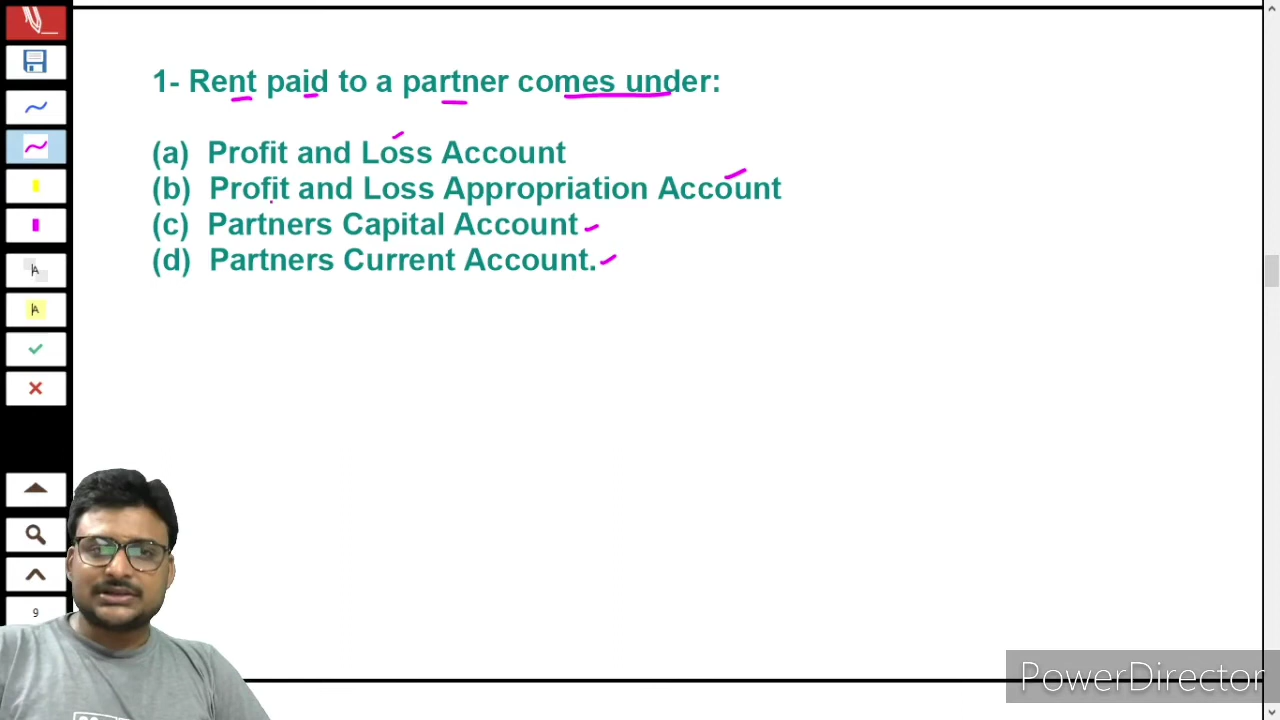 1- Rent paid to a partner comes under:
(a) Profit and Loss Account
(b) Profit and Loss Appropriation Account
(c) Partners Capital Account
(d) Partners Current Account.
A
A
9
PowerDirector